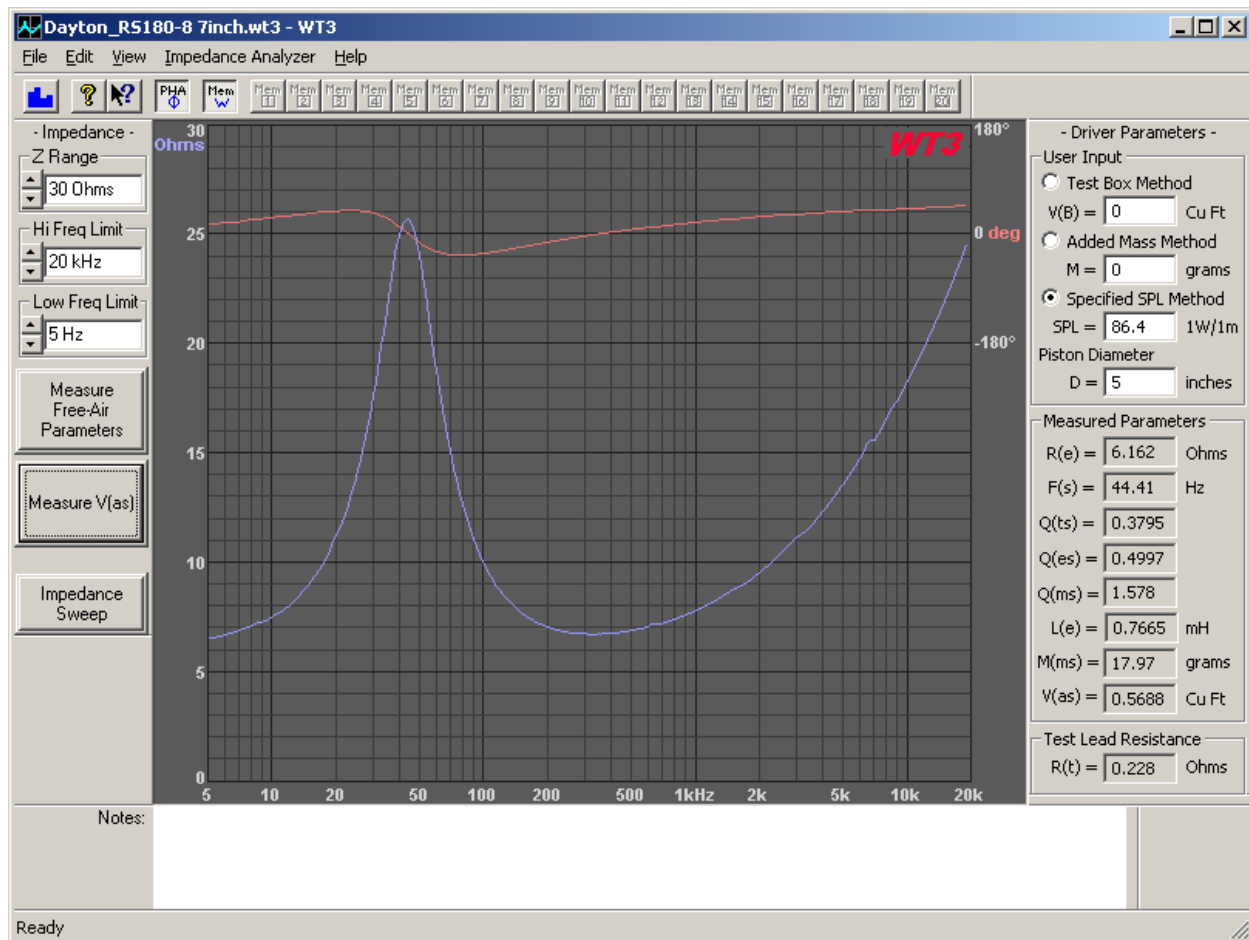 Dayton_RS180-8 7inch.wt3 - WT3
File Edit View Impedance Analyzer Help
PHA Φ Mem W Mem 1 Mem 2 Mem 3 Mem 4 Mem 5 Mem 6 Mem 7 Mem 8 Mem 9 Mem 10 Mem 11 Mem 12 Mem 13 Mem 14 Mem 15 Mem 16 Mem 17 Mem 18 Mem 19 Mem 20
- Impedance -
Z Range
30 Ohms
Hi Freq Limit
20 kHz
Low Freq Limit
5 Hz
Measure
Free-Air
Parameters
Measure V(as)
Impedance
Sweep
30
Ohms
25
20
15
10
5
0
5 10 20 50 100 200 500 1kHz 2k 5k 10k 20k
WT3
180°
0 deg
-180°
- Driver Parameters -
User Input
Test Box Method
V(B) = 0 Cu Ft
Added Mass Method
M = 0 grams
Specified SPL Method
SPL = 86.4 1W/1m
Piston Diameter
D = 5 inches
Measured Parameters
R(e) = 6.162 Ohms
F(s) = 44.41 Hz
Q(ts) = 0.3795
Q(es) = 0.4997
Q(ms) = 1.578
L(e) = 0.7665 mH
M(ms) = 17.97 grams
V(as) = 0.5688 Cu Ft
Test Lead Resistance
R(t) = 0.228 Ohms
Notes:
Ready